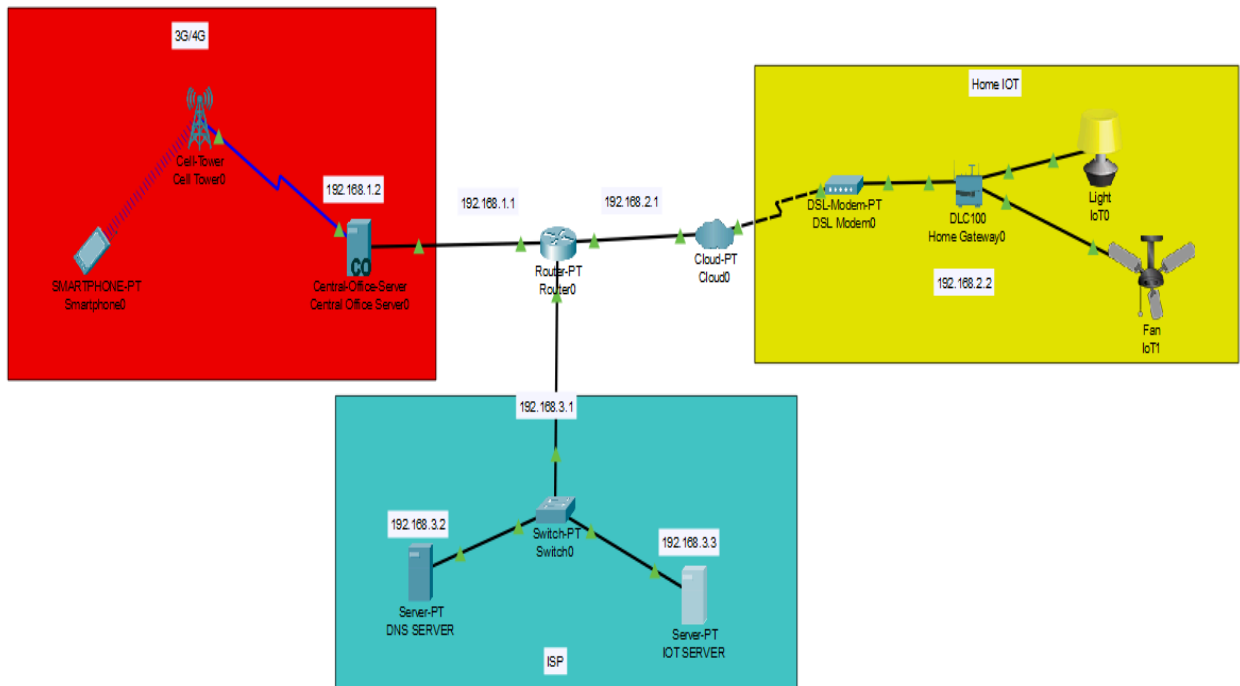 3G/4G
Cell-Tower
Cell Tower0
SMARTPHONE-PT
Smartphone0
192.168.1.2
CO
Central-Office-Server
Central Office Server0
192.168.1.1
Router-PT
Router0
192.168.2.1
Cloud-PT
Cloud0
Home IOT
DSL-Modem-PT
DSL Modem0
DLC100
Home Gateway0
Light
IoT0
192.168.2.2
Fan
IoT1
192.168.3.1
Switch-PT
Switch0
192.168.3.2
Server-PT
DNS SERVER
192.168.3.3
Server-PT
IOT SERVER
ISP